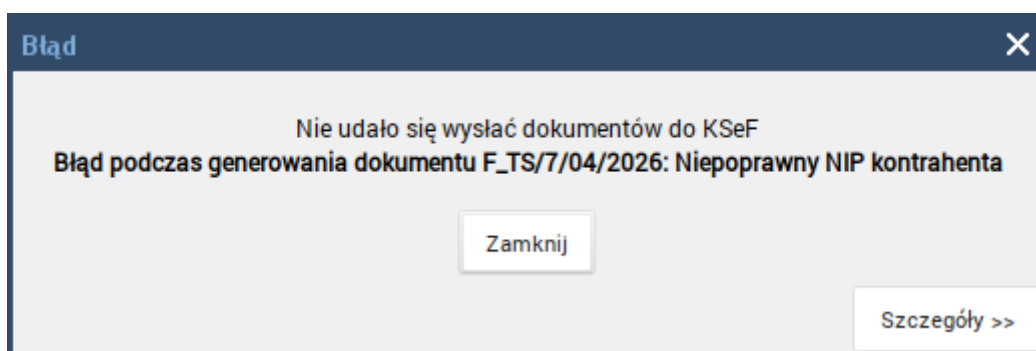 Błąd
Nie udało się wysłać dokumentów do KSeF
Błąd podczas generowania dokumentu F_TS/7/04/2026: Niepoprawny NIP kontrahenta
Zamknij
Szczegóły >>